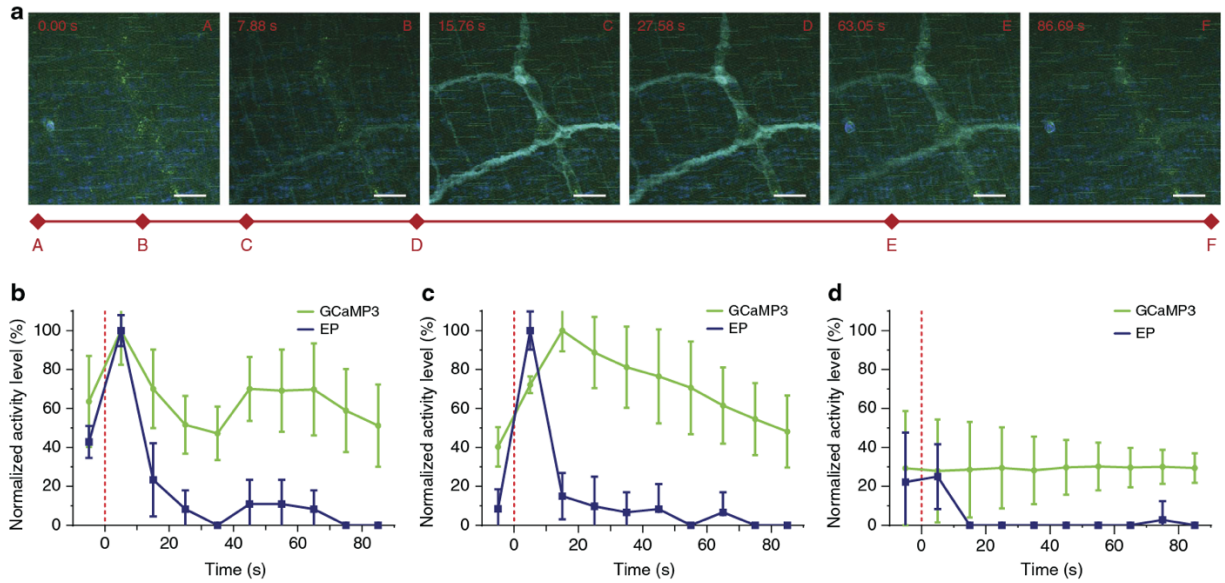 a
0.00 s A
7.88 s B
15.76 s C
27.58 s D
63.05 s E
86.69 s F
A B C D E F
b
GCaMP3
EP
Normalized activity level (%)
100
80
60
40
20
0
0 20 40 60 80
Time (s)
c
GCaMP3
EP
Normalized activity level (%)
100
80
60
40
20
0
0 20 40 60 80
Time (s)
d
GCaMP3
EP
Normalized activity level (%)
100
80
60
40
20
0
0 20 40 60 80
Time (s)